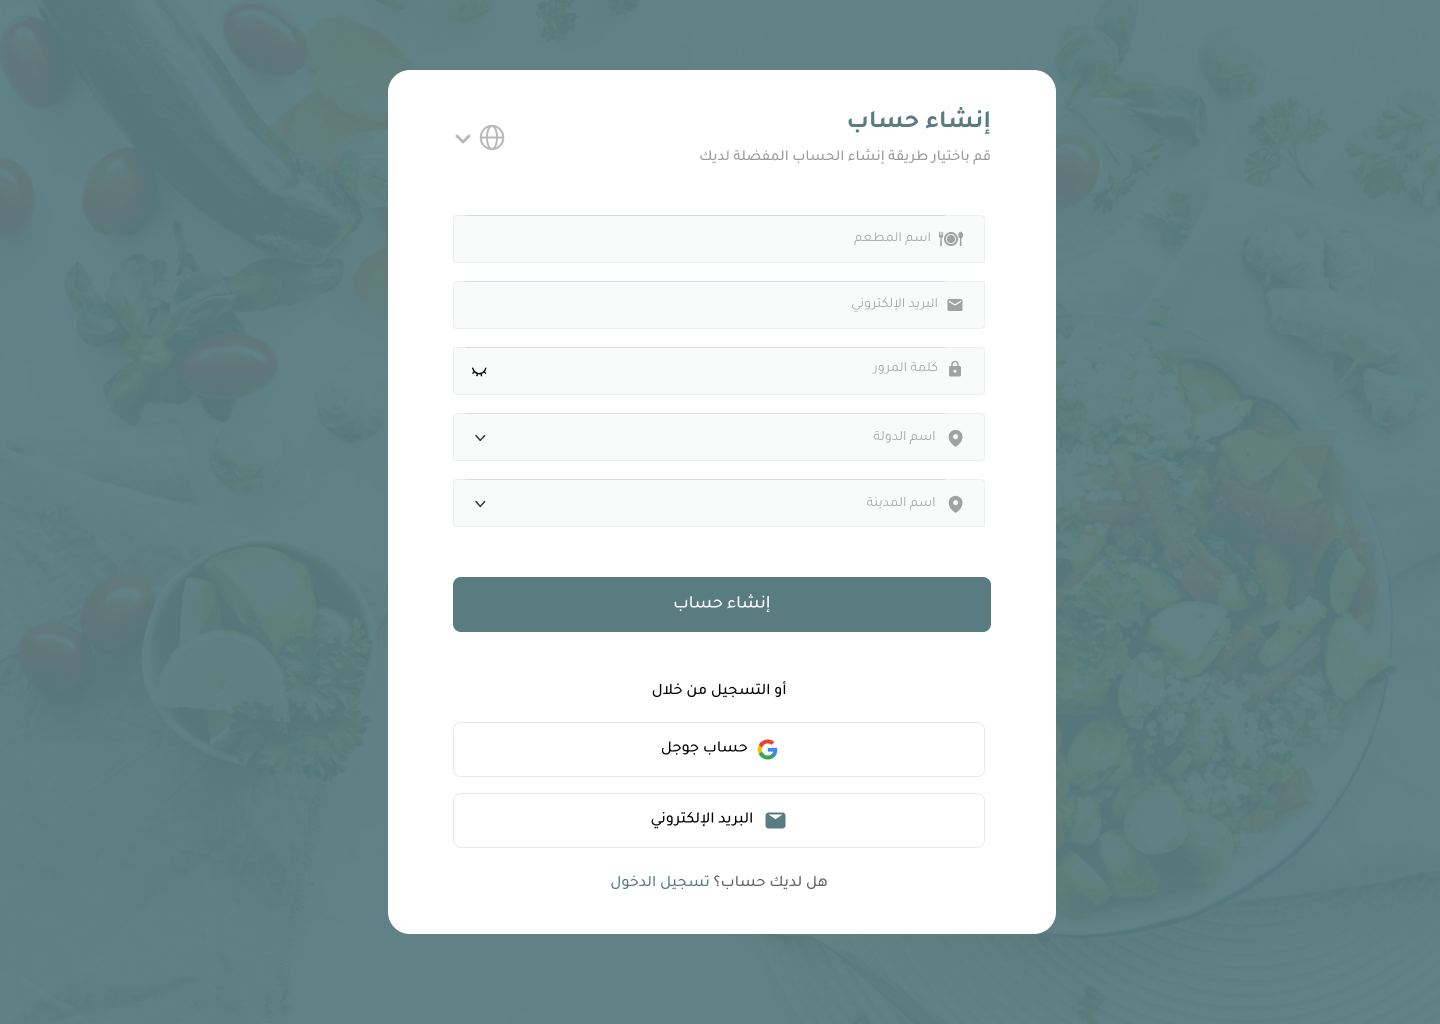 إنشاء حساب
قم باختيار طريقة إنشاء الحساب المفضلة لديك
اسم المطعم
البريد الإلكتروني
كلمة المرور
اسم الدولة
اسم المدينة
إنشاء حساب
أو التسجيل من خلال
حساب جوجل
البريد الإلكتروني
هل لديك حساب؟ تسجيل الدخول